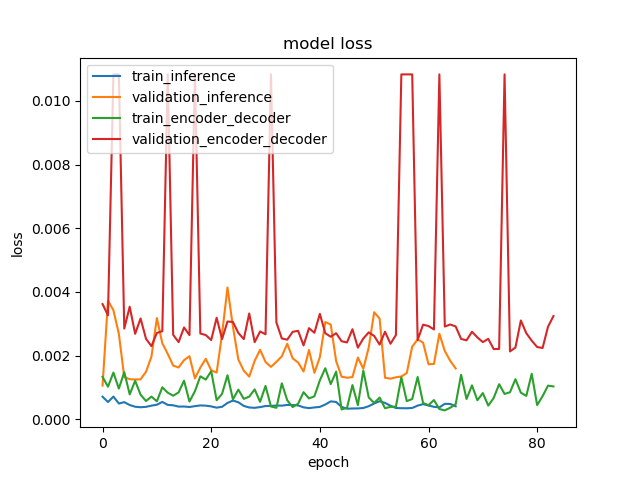 model loss
train_inference
validation_inference
train_encoder_decoder
validation_encoder_decoder
loss
0.010
0.008
0.006
0.004
0.002
0.000
0 20 40 60 80
epoch